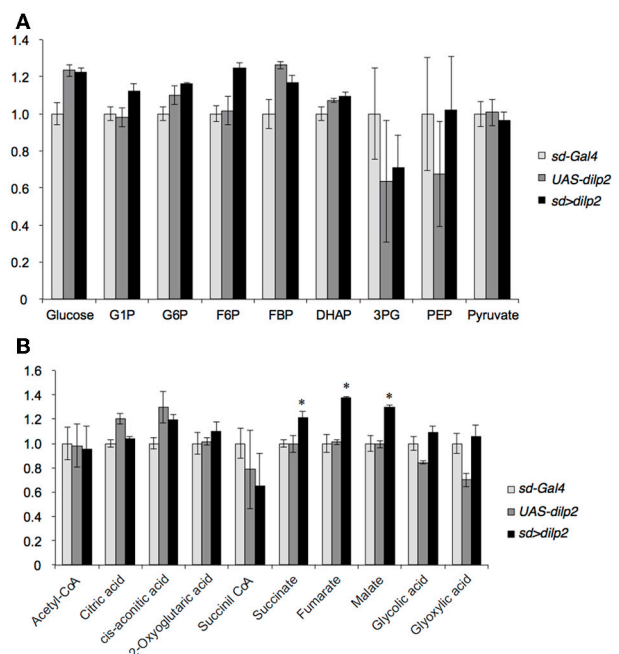 A
1.4
1.2
1.0
0.8
0.6
0.4
0.2
0
Glucose G1P G6P F6P FBP DHAP 3PG PEP Pyruvate
sd-Gal4
UAS-dilp2
sd>dilp2
B
1.6
1.4
1.2
1.0
0.8
0.6
0.4
0.2
0
* * *
Acetyl-CoA
Citric acid
cis-aconitic acid
2-Oxyoglutaric acid
Succinil CoA
Succinate
Fumarate
Malate
Glycolic acid
Glyoxylic acid
sd-Gal4
UAS-dilp2
sd>dilp2